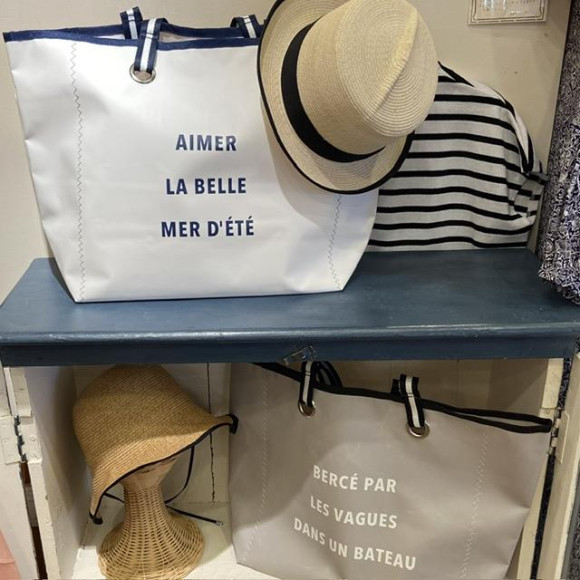 AIMER
LA BELLE
MER D'ÉTÉ
BERCÉ PAR
LES VAGUES
DANS UN BATEAU